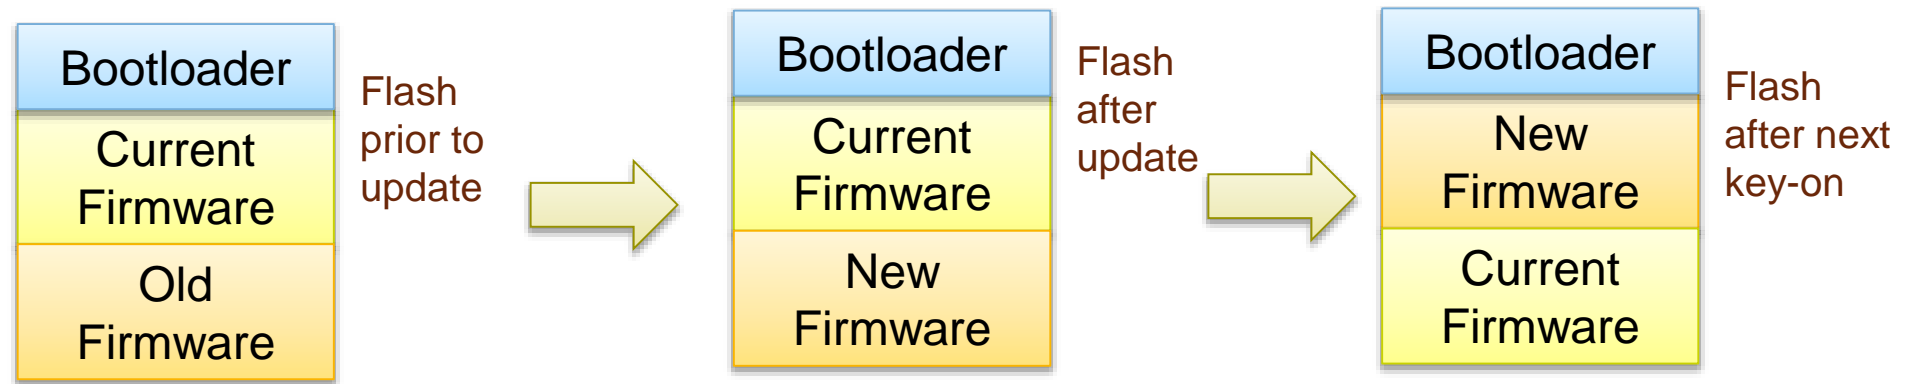 Bootloader
Current
Firmware
Old
Firmware
Flash
prior to
update
Bootloader
Current
Firmware
New
Firmware
Flash
after
update
Bootloader
New
Firmware
Current
Firmware
Flash
after next
key-on